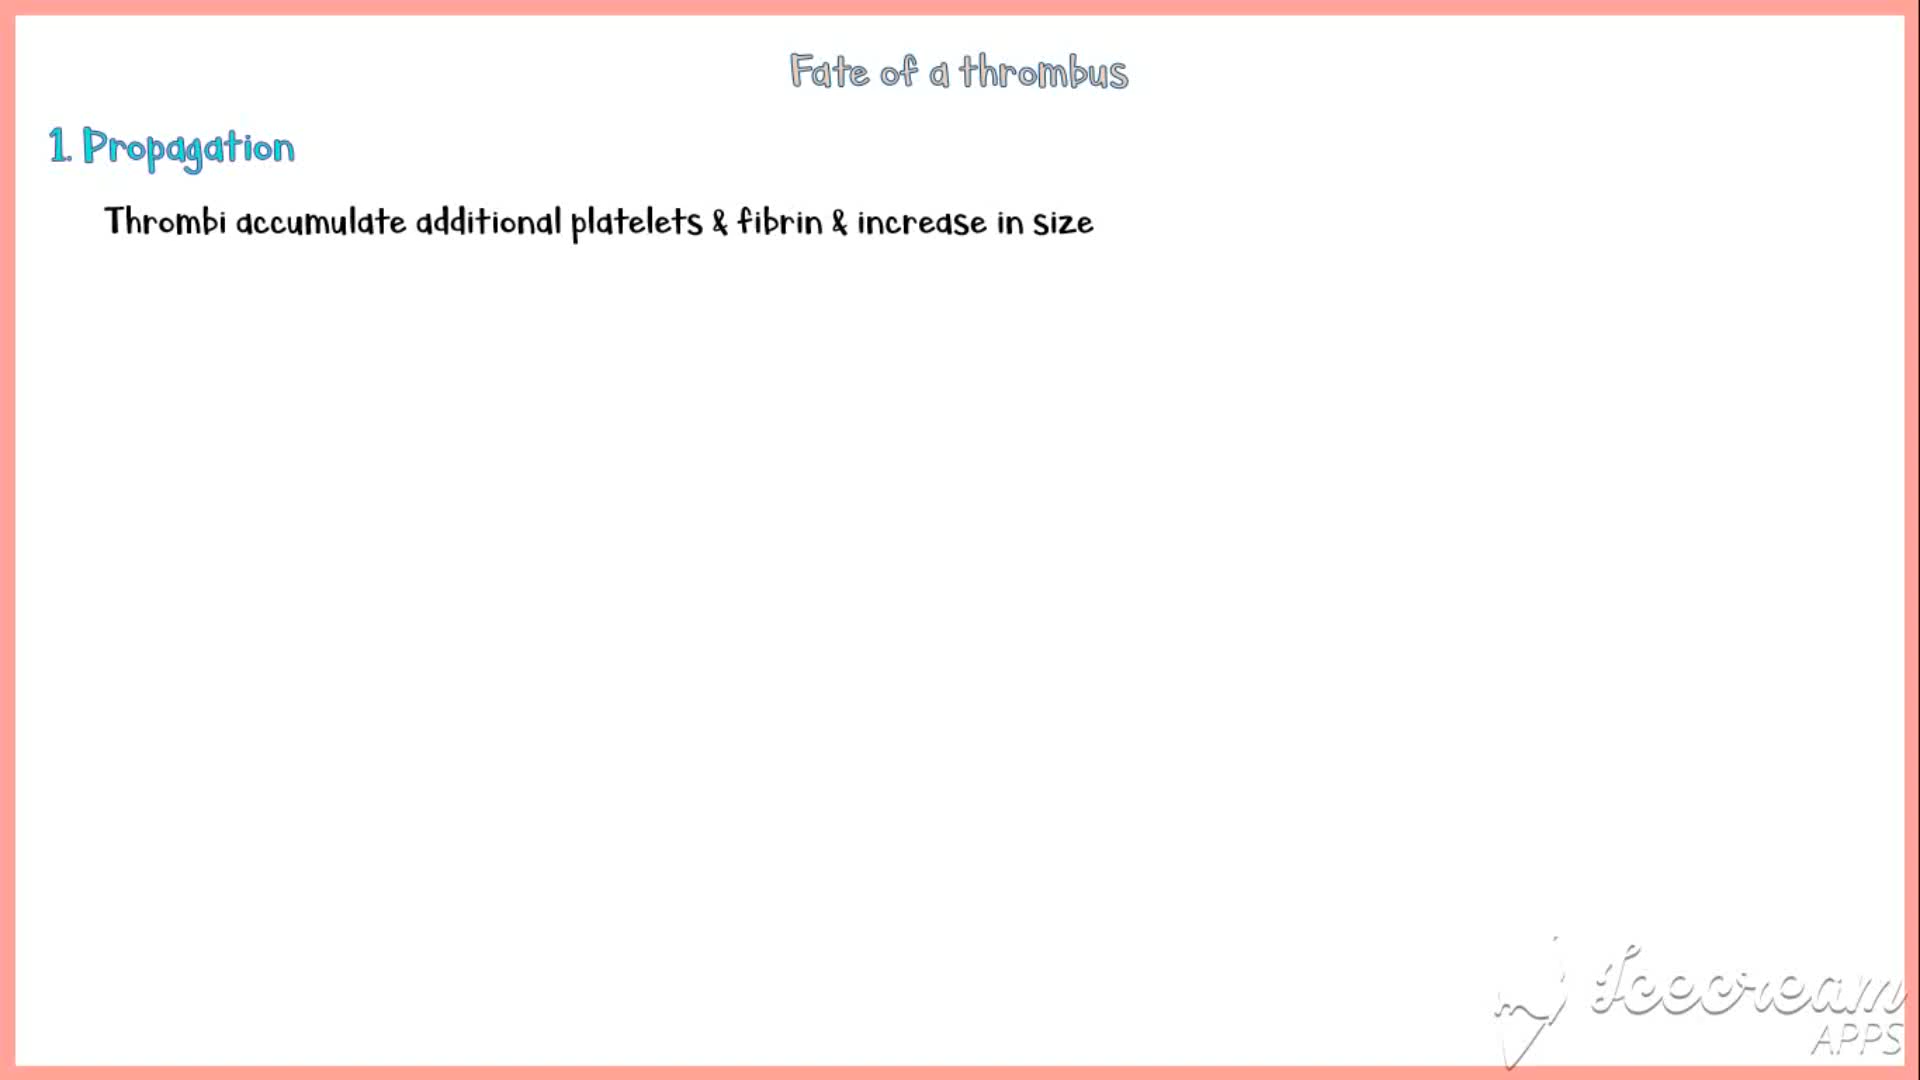 Fate of a thrombus
1. Propagation
Thrombi accumulate additional platelets & fibrin & increase in size
Icecream
APPS